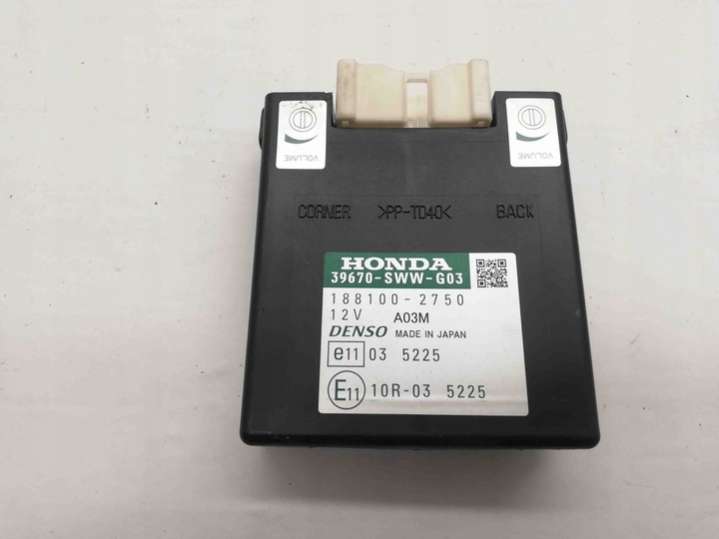 VOLUME
VOLUME
CORNER >PP-TD40< BACK
HONDA
39670-SWW-G03
188100-2750
12V A03M
DENSO MADE IN JAPAN
e11 03 5225
E11 10R-03 5225